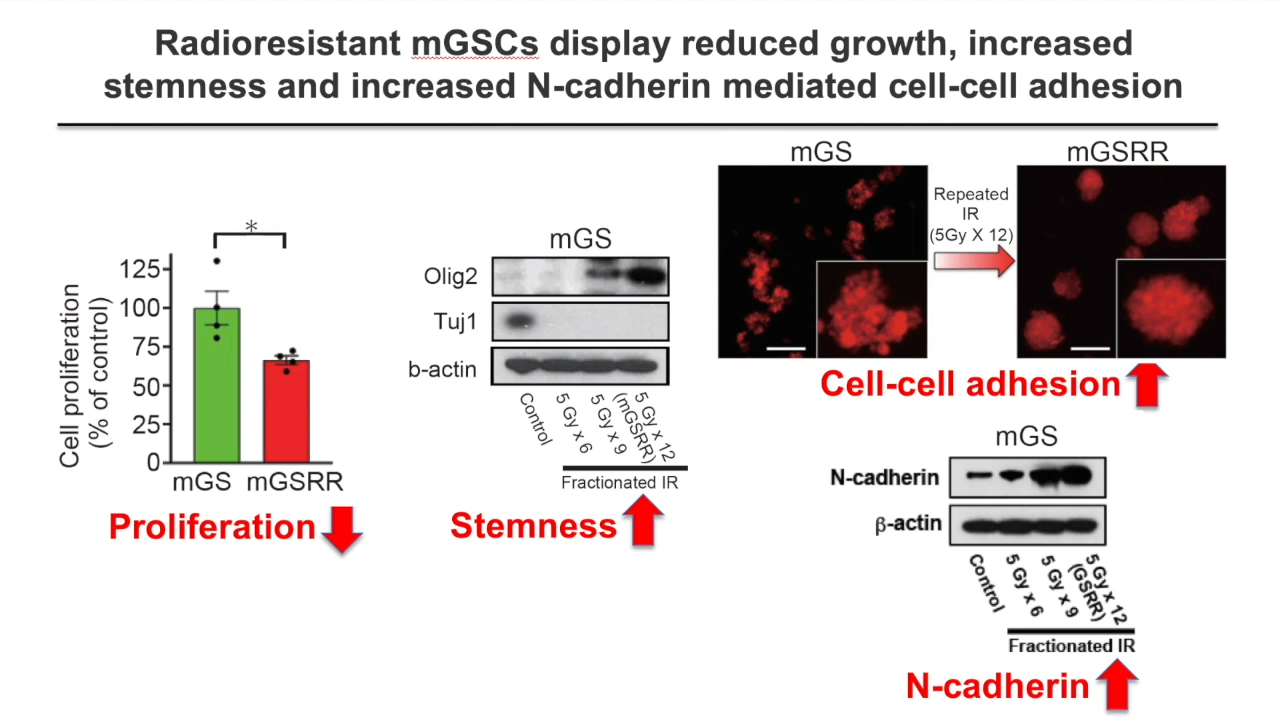 Radioresistant mGSCs display reduced growth, increased
stemness and increased N-cadherin mediated cell-cell adhesion
Cell proliferation
(% of control)
*
125
100
75
50
25
0
mGS mGSRR
Proliferation
mGS
Olig2
Tuj1
b-actin
Control
5 Gy x 6
5 Gy x 9
5 Gy x 12
(mGSRR)
Fractionated IR
Stemness
mGS
Repeated
IR
(5Gy X 12)
mGSRR
Cell-cell adhesion
mGS
N-cadherin
β-actin
Control
5 Gy x 6
5 Gy x 9
5 Gy x 12
(GSRR)
Fractionated IR
N-cadherin